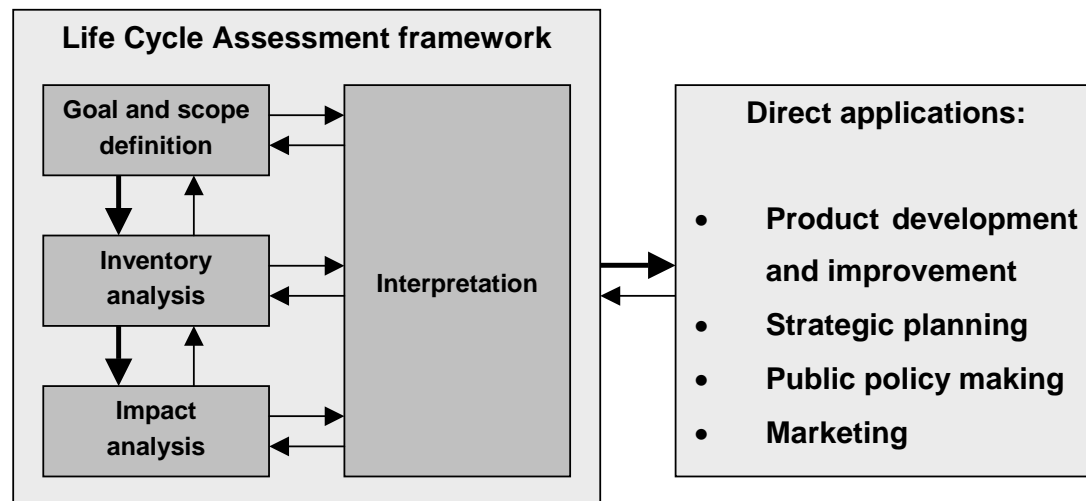 Life Cycle Assessment framework
Goal and scope
definition
Inventory
analysis
Impact
analysis
Interpretation
Direct applications:
• Product development
and improvement
• Strategic planning
• Public policy making
• Marketing